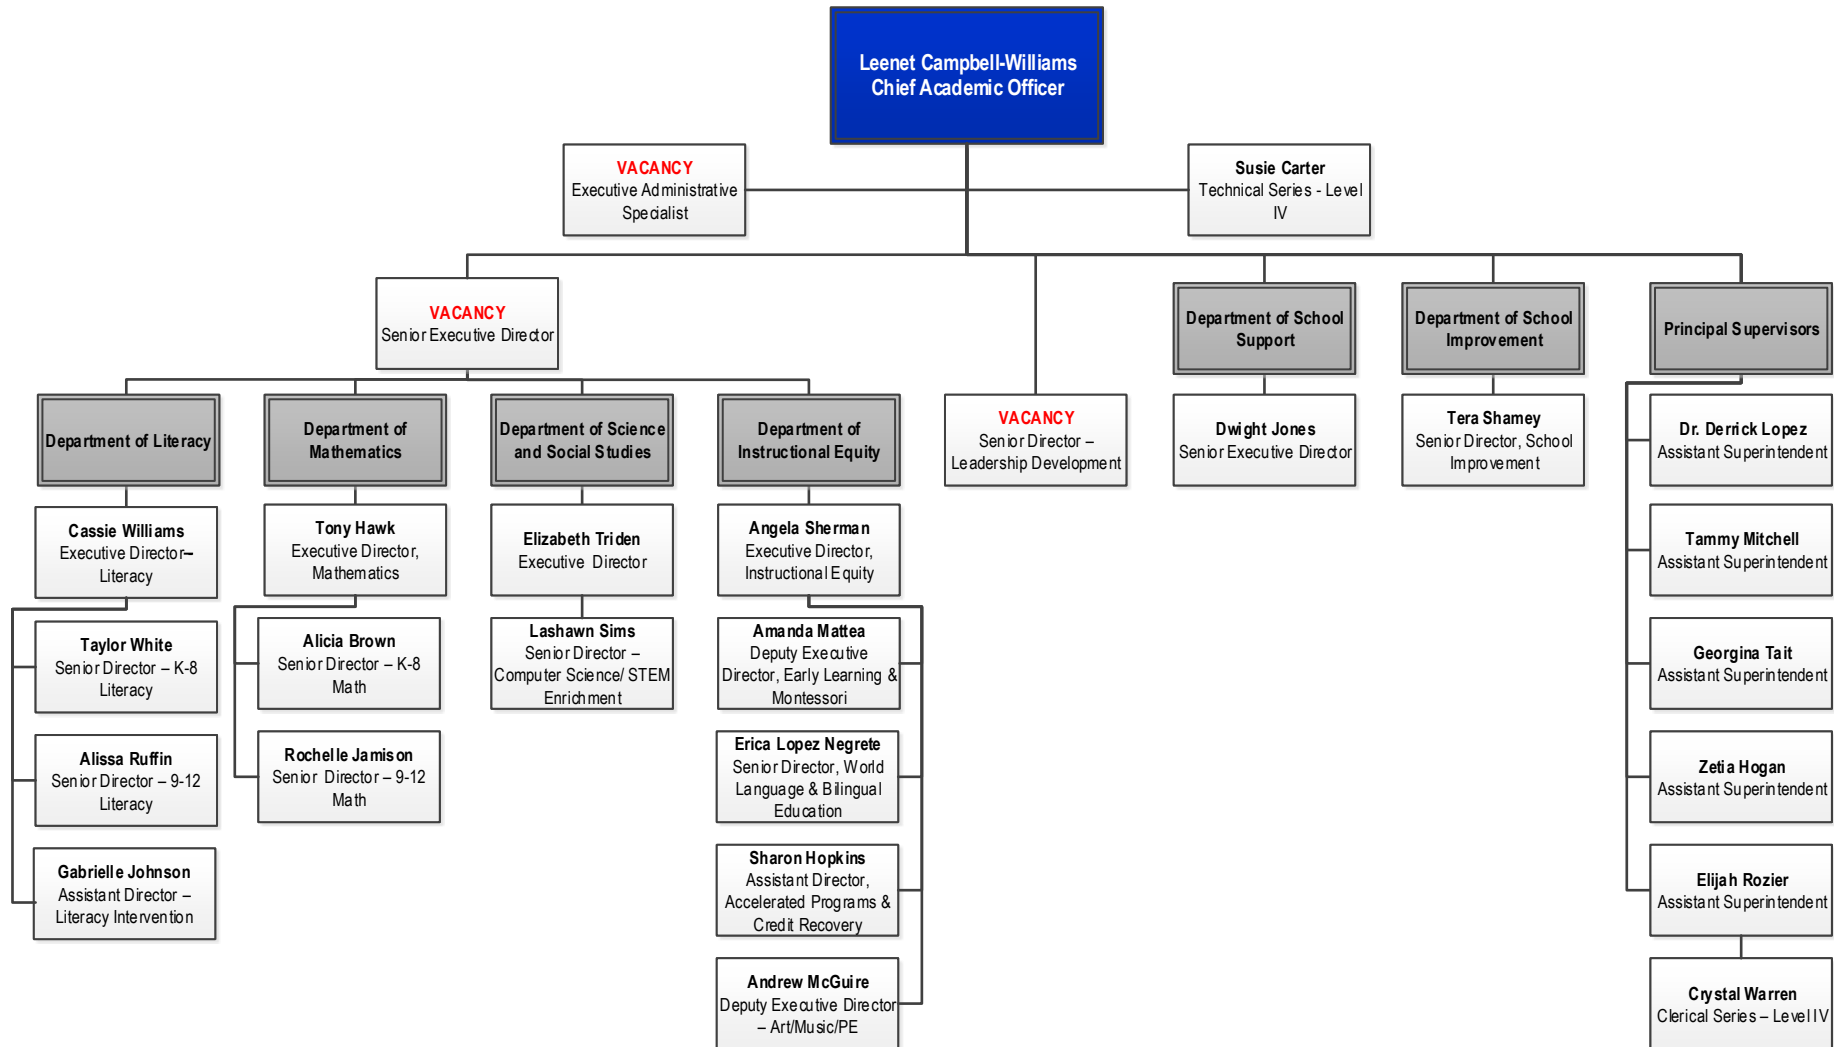 Leenet Campbell-Williams
Chief Academic Officer
VACANCY
Executive Administrative
Specialist
Susie Carter
Technical Series - Level
IV
VACANCY
Senior Executive Director
Department of School
Support
Department of School
Improvement
Principal Supervisors
Department of Literacy
Department of
Mathematics
Department of Science
and Social Studies
Department of
Instructional Equity
VACANCY
Senior Director –
Leadership Development
Dwight Jones
Senior Executive Director
Tera Shamey
Senior Director, School
Improvement
Dr. Derrick Lopez
Assistant Superintendent
Cassie Williams
Executive Director–
Literacy
Tony Hawk
Executive Director,
Mathematics
Elizabeth Triden
Executive Director
Angela Sherman
Executive Director,
Instructional Equity
Tammy Mitchell
Assistant Superintendent
Taylor White
Senior Director – K-8
Literacy
Alicia Brown
Senior Director – K-8
Math
Lashawn Sims
Senior Director –
Computer Science/ STEM
Enrichment
Amanda Mattea
Deputy Executive
Director, Early Learning &
Montessori
Georgina Tait
Assistant Superintendent
Alissa Ruffin
Senior Director – 9-12
Literacy
Rochelle Jamison
Senior Director – 9-12
Math
Erica Lopez Negrete
Senior Director, World
Language & Bilingual
Education
Zetia Hogan
Assistant Superintendent
Gabrielle Johnson
Assistant Director –
Literacy Intervention
Sharon Hopkins
Assistant Director,
Accelerated Programs &
Credit Recovery
Elijah Rozier
Assistant Superintendent
Andrew McGuire
Deputy Executive Director
– Art/Music/PE
Crystal Warren
Clerical Series – Level IV